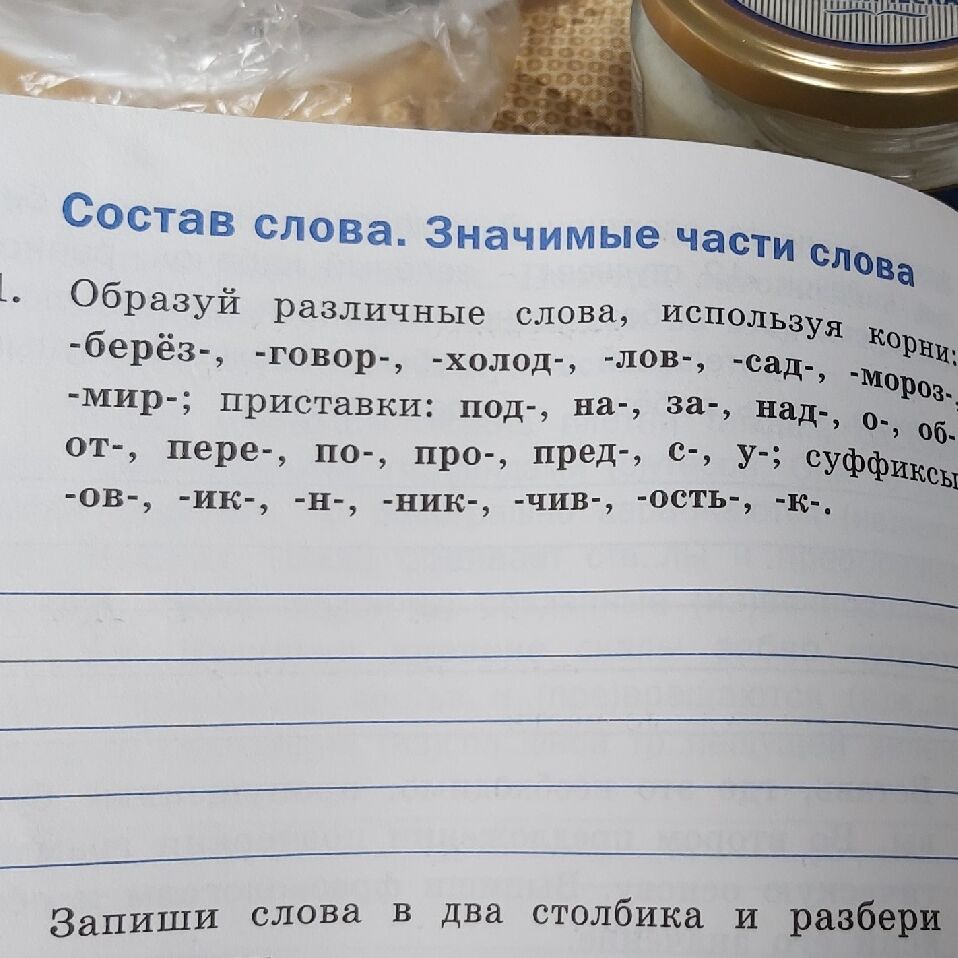 Состав слова. Значимые части слова
1. Образуй различные слова, используя корни:
-берёз-, -говор-, -холод-, -лов-, -сад-, -мороз-,
-мир-; приставки: под-, на-, за-, над-, о-, об-
от-, пере-, по-, про-, пред-, с-, у-; суффиксы
-ов-, -ик-, -н-, -ник-, -чив-, -ость-, -к-.
Запиши слова в два столбика и разбери